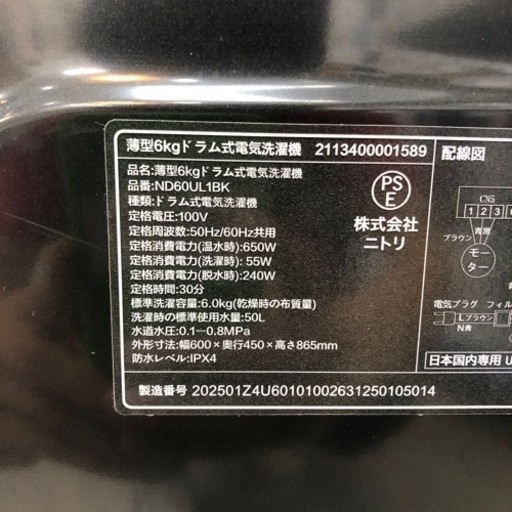 薄型6kgドラム式電気洗濯機 2113400001589
品名:薄型6kgドラム式電気洗濯機
品番:ND60UL1BK
種類:ドラム式電気洗濯機
定格電圧:100V
定格周波数:50Hz/60Hz共用
定格消費電力(温水時):650W
定格消費電力(洗濯時): 55W
定格消費電力(脱水時):240W
定格時間:30分
標準洗濯容量:6.0kg(乾燥時の布質量)
洗濯時の標準使用水量:50L
水道水圧:0.1－0.8MPa
外形寸法:幅600×奥行450×高さ865mm
防水レベル:IPX4
PS
E
株式会社
ニトリ
製造番号 202501Z4U60101002631250105014
配線図
CN5
1 2 3
青 黒
ブラウン
モーター
電気プラグ フィル
L ブラウン
N 青
日本国内専用 U